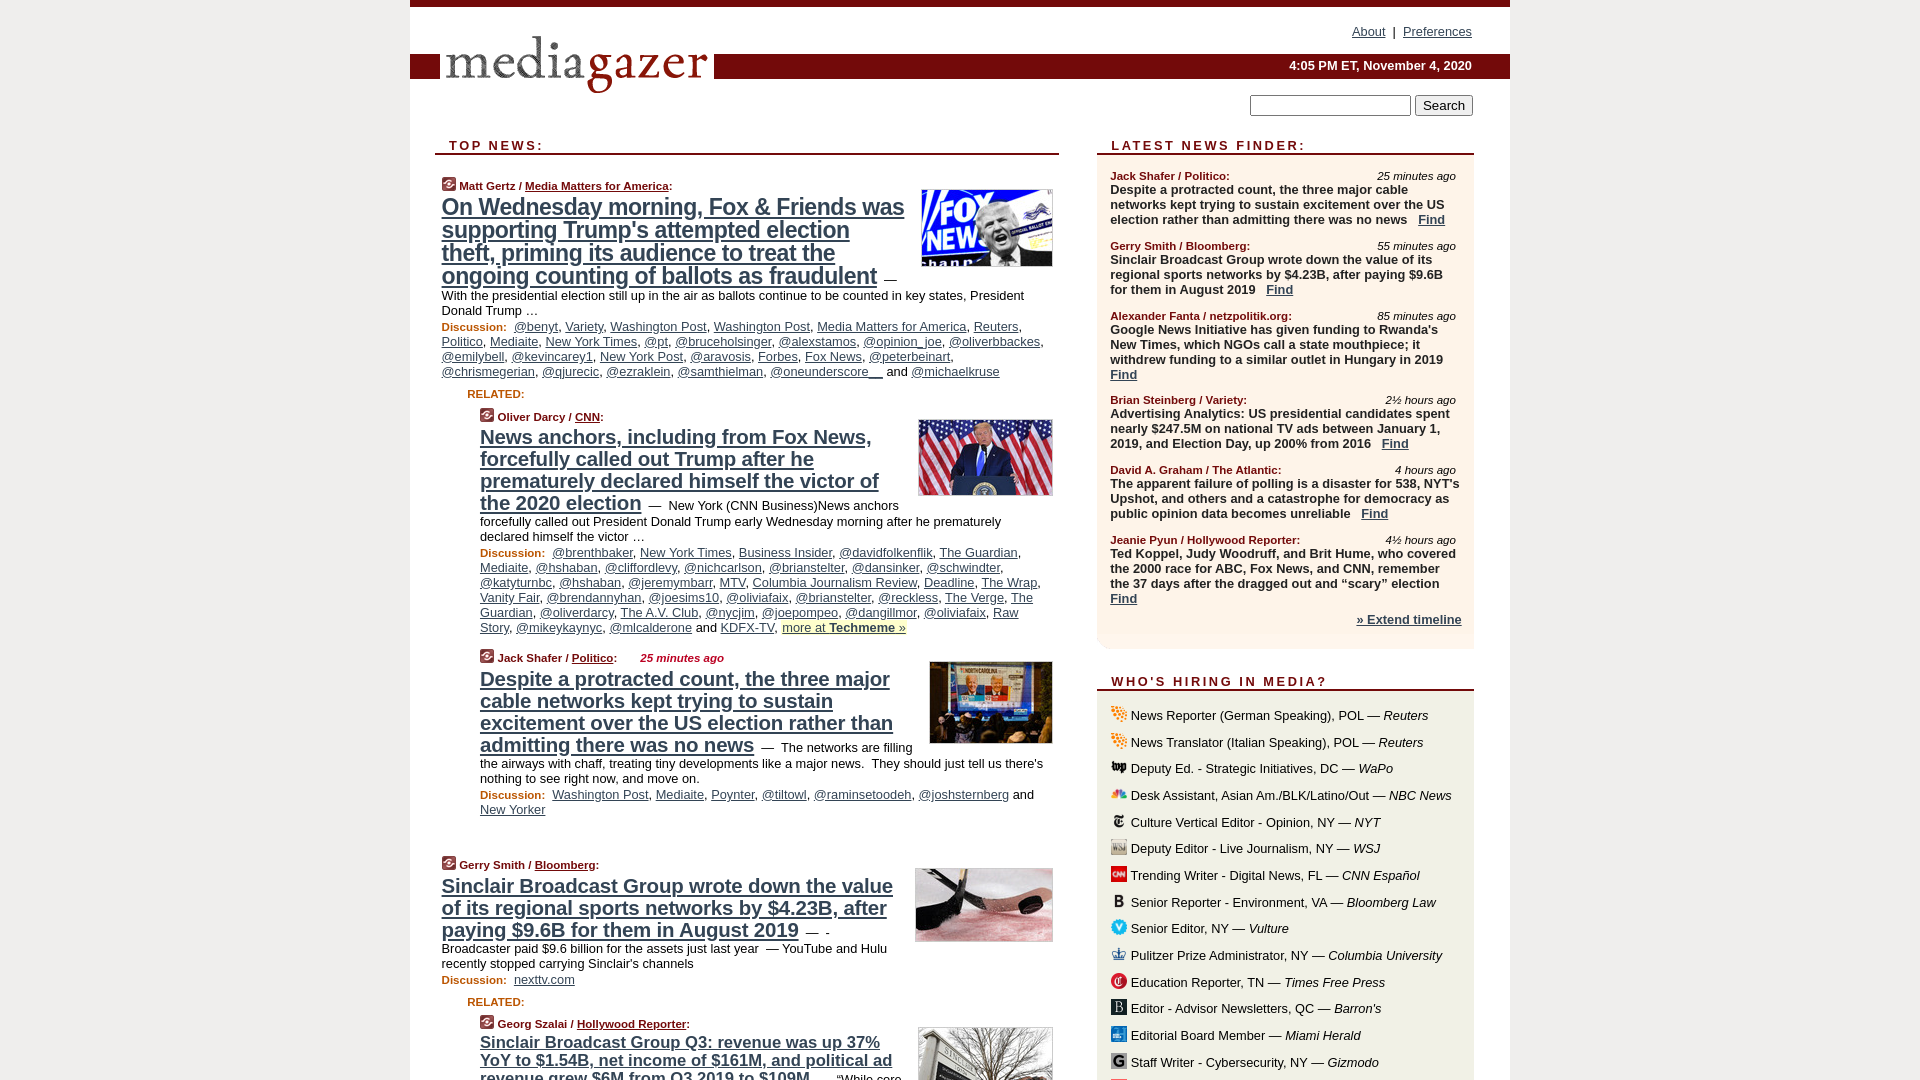 About | Preferences
mediagazer
4:05 PM ET, November 4, 2020
Search
TOP NEWS:
Matt Gertz / Media Matters for America:
On Wednesday morning, Fox & Friends was
supporting Trump's attempted election
theft, priming its audience to treat the
ongoing counting of ballots as fraudulent —
With the presidential election still up in the air as ballots continue to be counted in key states, President
Donald Trump …
Discussion: @benyt, Variety, Washington Post, Washington Post, Media Matters for America, Reuters,
Politico, Mediaite, New York Times, @pt, @bruceholsinger, @alexstamos, @opinion_joe, @oliverbbackes,
@emilybell, @kevincarey1, New York Post, @aravosis, Forbes, Fox News, @peterbeinart,
@chrismegerian, @qjurecic, @ezraklein, @samthielman, @oneunderscore__ and @michaelkruse
RELATED:
Oliver Darcy / CNN:
News anchors, including from Fox News,
forcefully called out Trump after he
prematurely declared himself the victor of
the 2020 election — New York (CNN Business)News anchors
forcefully called out President Donald Trump early Wednesday morning after he prematurely
declared himself the victor …
Discussion: @brenthbaker, New York Times, Business Insider, @davidfolkenflik, The Guardian,
Mediaite, @hshaban, @cliffordlevy, @nichcarlson, @brianstelter, @dansinker, @schwindter,
@katyturnbc, @hshaban, @jeremymbarr, MTV, Columbia Journalism Review, Deadline, The Wrap,
Vanity Fair, @brendannyhan, @joesims10, @oliviafaix, @brianstelter, @reckless, The Verge, The
Guardian, @oliverdarcy, The A.V. Club, @nycjim, @joepompeo, @dangillmor, @oliviafaix, Raw
Story, @mikeykaynyc, @mlcalderone and KDFX-TV, more at Techmeme »
Jack Shafer / Politico: 25 minutes ago
Despite a protracted count, the three major
cable networks kept trying to sustain
excitement over the US election rather than
admitting there was no news — The networks are filling
the airways with chaff, treating tiny developments like a major news. They should just tell us there's
nothing to see right now, and move on.
Discussion: Washington Post, Mediaite, Poynter, @tiltowl, @raminsetoodeh, @joshsternberg and
New Yorker
Gerry Smith / Bloomberg:
Sinclair Broadcast Group wrote down the value
of its regional sports networks by $4.23B, after
paying $9.6B for them in August 2019 — -
Broadcaster paid $9.6 billion for the assets just last year — YouTube and Hulu
recently stopped carrying Sinclair's channels
Discussion: nexttv.com
RELATED:
Georg Szalai / Hollywood Reporter:
Sinclair Broadcast Group Q3: revenue was up 37%
YoY to $1.54B, net income of $161M, and political ad
revenue grew $6M from Q3 2019 to $109M — “While core
LATEST NEWS FINDER:
Jack Shafer / Politico: 25 minutes ago
Despite a protracted count, the three major cable
networks kept trying to sustain excitement over the US
election rather than admitting there was no news Find
Gerry Smith / Bloomberg: 55 minutes ago
Sinclair Broadcast Group wrote down the value of its
regional sports networks by $4.23B, after paying $9.6B
for them in August 2019 Find
Alexander Fanta / netzpolitik.org: 85 minutes ago
Google News Initiative has given funding to Rwanda's
New Times, which NGOs call a state mouthpiece; it
withdrew funding to a similar outlet in Hungary in 2019
Find
Brian Steinberg / Variety: 2½ hours ago
Advertising Analytics: US presidential candidates spent
nearly $247.5M on national TV ads between January 1,
2019, and Election Day, up 200% from 2016 Find
David A. Graham / The Atlantic: 4 hours ago
The apparent failure of polling is a disaster for 538, NYT's
Upshot, and others and a catastrophe for democracy as
public opinion data becomes unreliable Find
Jeanie Pyun / Hollywood Reporter: 4½ hours ago
Ted Koppel, Judy Woodruff, and Brit Hume, who covered
the 2000 race for ABC, Fox News, and CNN, remember
the 37 days after the dragged out and “scary” election
Find
» Extend timeline
WHO'S HIRING IN MEDIA?
News Reporter (German Speaking), POL — Reuters
News Translator (Italian Speaking), POL — Reuters
Deputy Ed. - Strategic Initiatives, DC — WaPo
Desk Assistant, Asian Am./BLK/Latino/Out — NBC News
Culture Vertical Editor - Opinion, NY — NYT
Deputy Editor - Live Journalism, NY — WSJ
Trending Writer - Digital News, FL — CNN Español
Senior Reporter - Environment, VA — Bloomberg Law
Senior Editor, NY — Vulture
Pulitzer Prize Administrator, NY — Columbia University
Education Reporter, TN — Times Free Press
Editor - Advisor Newsletters, QC — Barron's
Editorial Board Member — Miami Herald
Staff Writer - Cybersecurity, NY — Gizmodo